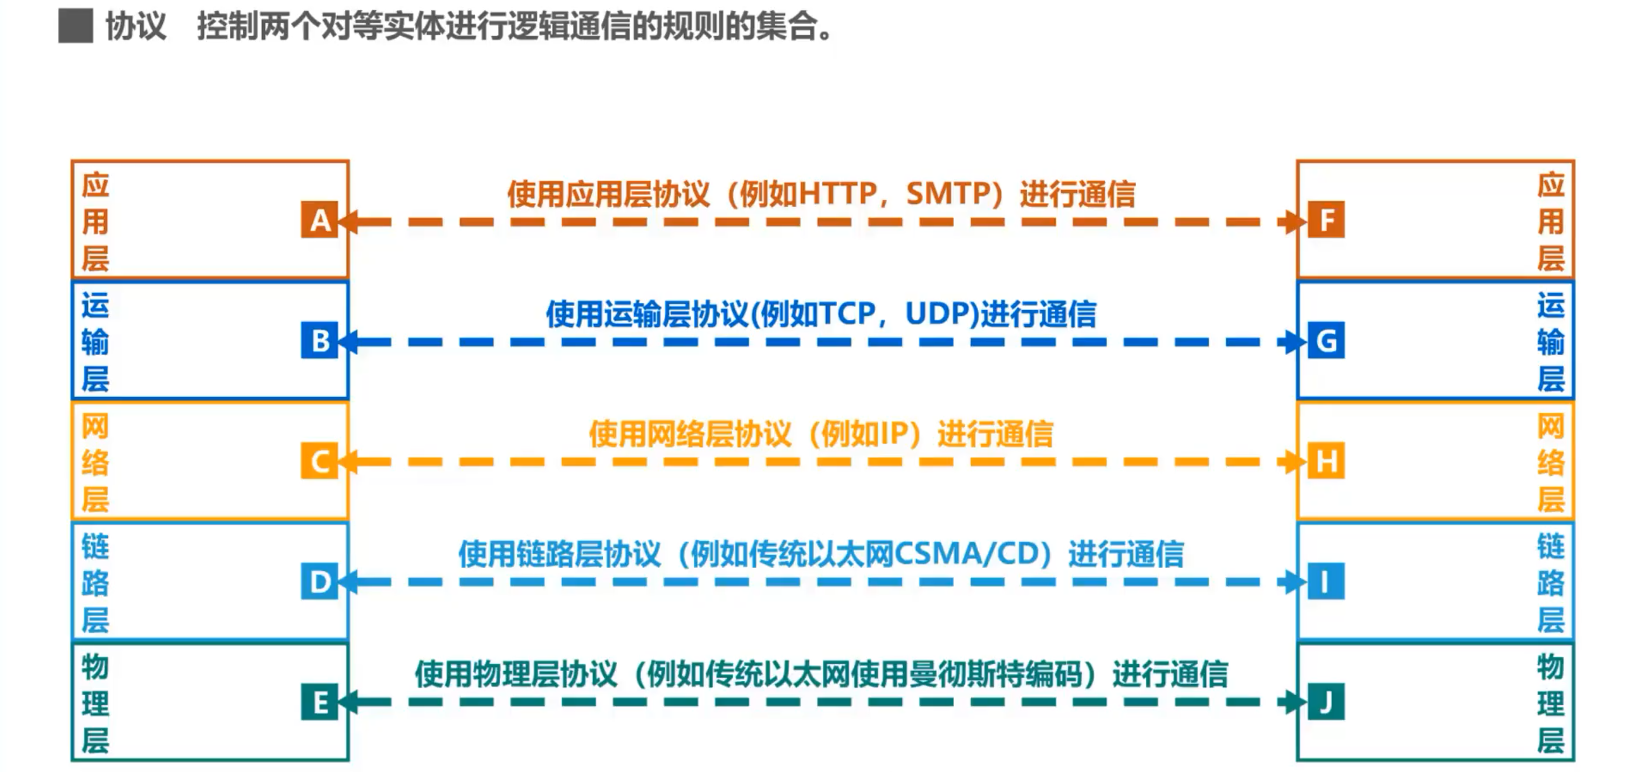 协议 控制两个对等实体进行逻辑通信的规则的集合。
应用层
A
使用应用层协议（例如HTTP，SMTP）进行通信
F
应用层
运输层
B
使用运输层协议(例如TCP，UDP)进行通信
G
运输层
网络层
C
使用网络层协议（例如IP）进行通信
H
网络层
链路层
D
使用链路层协议（例如传统以太网CSMA/CD）进行通信
I
链路层
物理层
E
使用物理层协议（例如传统以太网使用曼彻斯特编码）进行通信
J
物理层